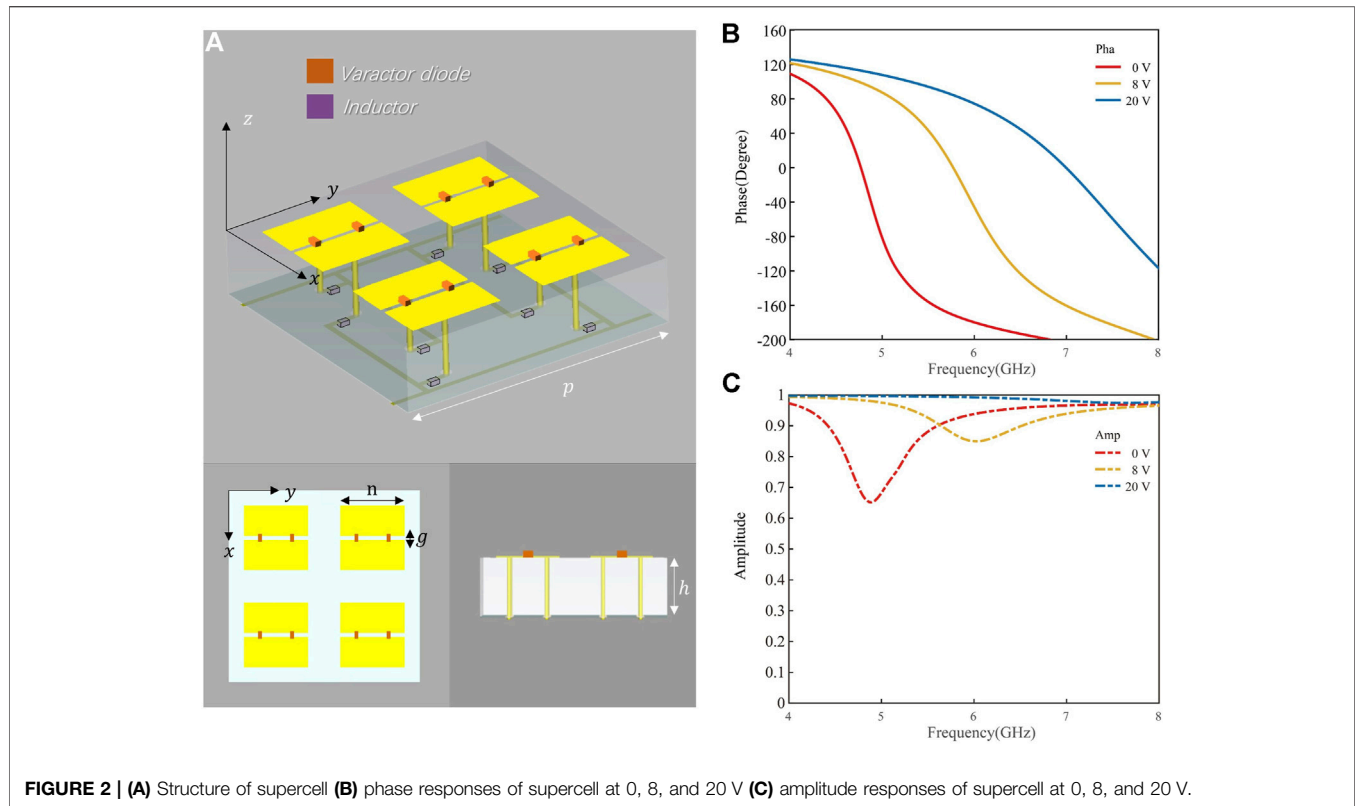 A
Varactor diode
Inductor
z
y
x
p
y
n
x
g
h
B
160
120
80
40
0
-40
-80
-120
-160
-200
Phase(Degree)
Pha
0 V
8 V
20 V
4
5
6
7
8
Frequency(GHz)
C
1
0.9
0.8
0.7
0.6
0.5
0.4
0.3
0.2
0.1
0
Amplitude
Amp
0 V
8 V
20 V
4
5
6
7
8
Frequency(GHz)
FIGURE 2 | (A) Structure of supercell (B) phase responses of supercell at 0, 8, and 20 V (C) amplitude responses of supercell at 0, 8, and 20 V.